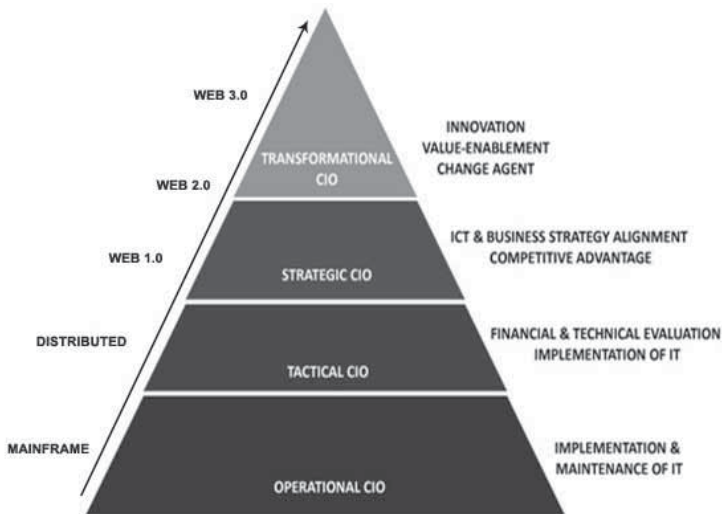 WEB 3.0
INNOVATION
VALUE-ENABLEMENT
CHANGE AGENT
TRANSFORMATIONAL
CIO
WEB 2.0
ICT & BUSINESS STRATEGY ALIGNMENT
COMPETITIVE ADVANTAGE
WEB 1.0
STRATEGIC CIO
DISTRIBUTED
FINANCIAL & TECHNICAL EVALUATION
IMPLEMENTATION OF IT
TACTICAL CIO
MAINFRAME
IMPLEMENTATION &
MAINTENANCE OF IT
OPERATIONAL CIO